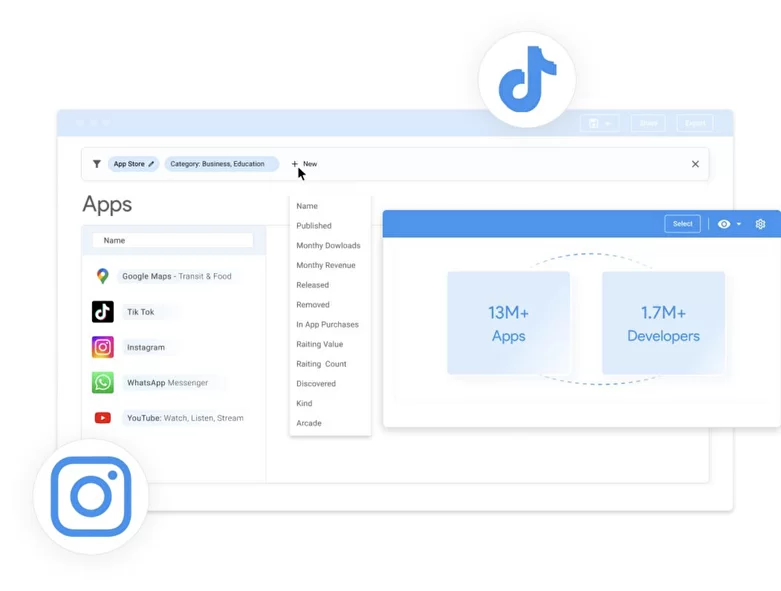 Share
Export
App Store
Category: Business, Education
+ New
Apps
Name
Google Maps - Transit & Food
Tik Tok
Instagram
WhatsApp Messenger
YouTube: Watch, Listen, Stream
Name
Published
Monthy Dowloads
Monthy Revenue
Released
Removed
In App Purchases
Raiting Value
Raiting Count
Discovered
Kind
Arcade
Select
13M+
Apps
1.7M+
Developers